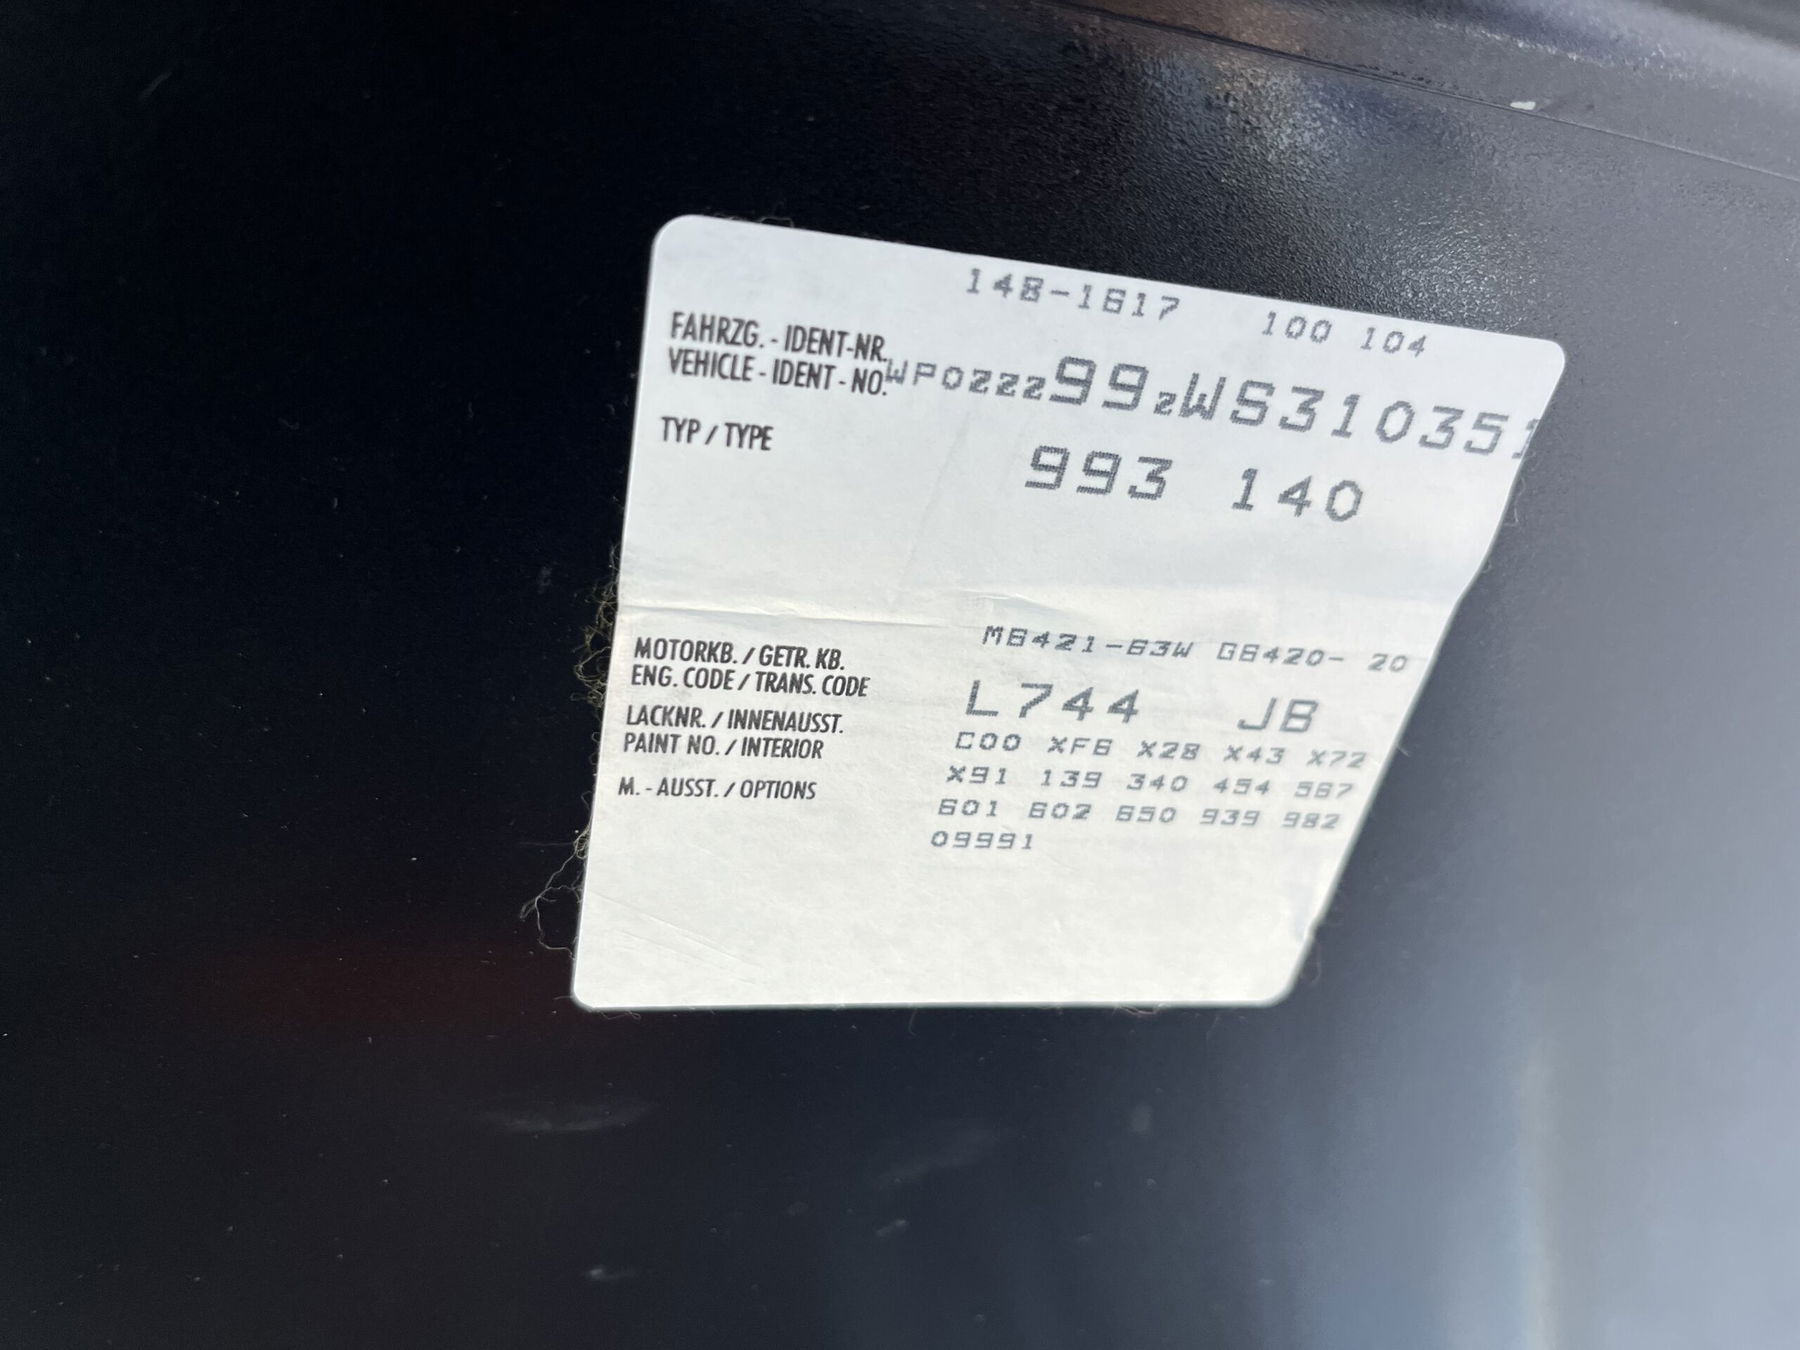 148-1617 100 104
FAHRZG. - IDENT-NR.
VEHICLE - IDENT - NO. WP0ZZZ99ZWS310351
TYP / TYPE 993 140
M6421-63W G6420- 20
MOTORKB. / GETR. KB.
ENG. CODE / TRANS. CODE
L744 JB
LACKNR. / INNENAUSST.
PAINT NO. / INTERIOR
C00 XF6 X28 X43 X72
M. - AUSST. / OPTIONS
X91 139 340 454 567
601 602 650 939 982
09991